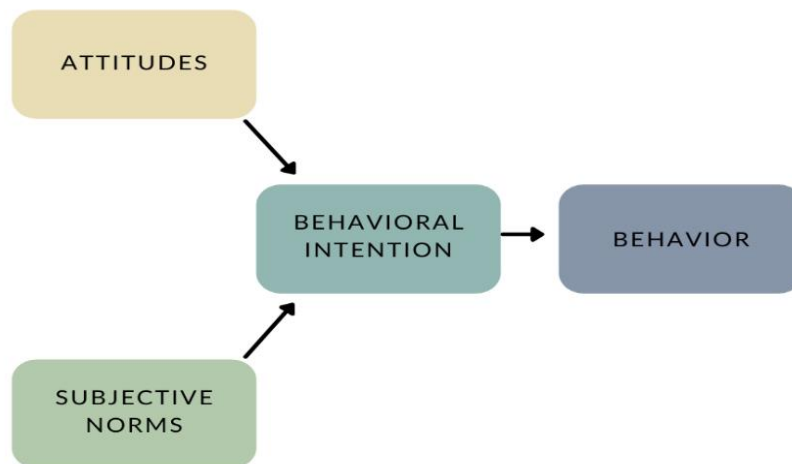 ATTITUDES
BEHAVIORAL
INTENTION
BEHAVIOR
SUBJECTIVE
NORMS